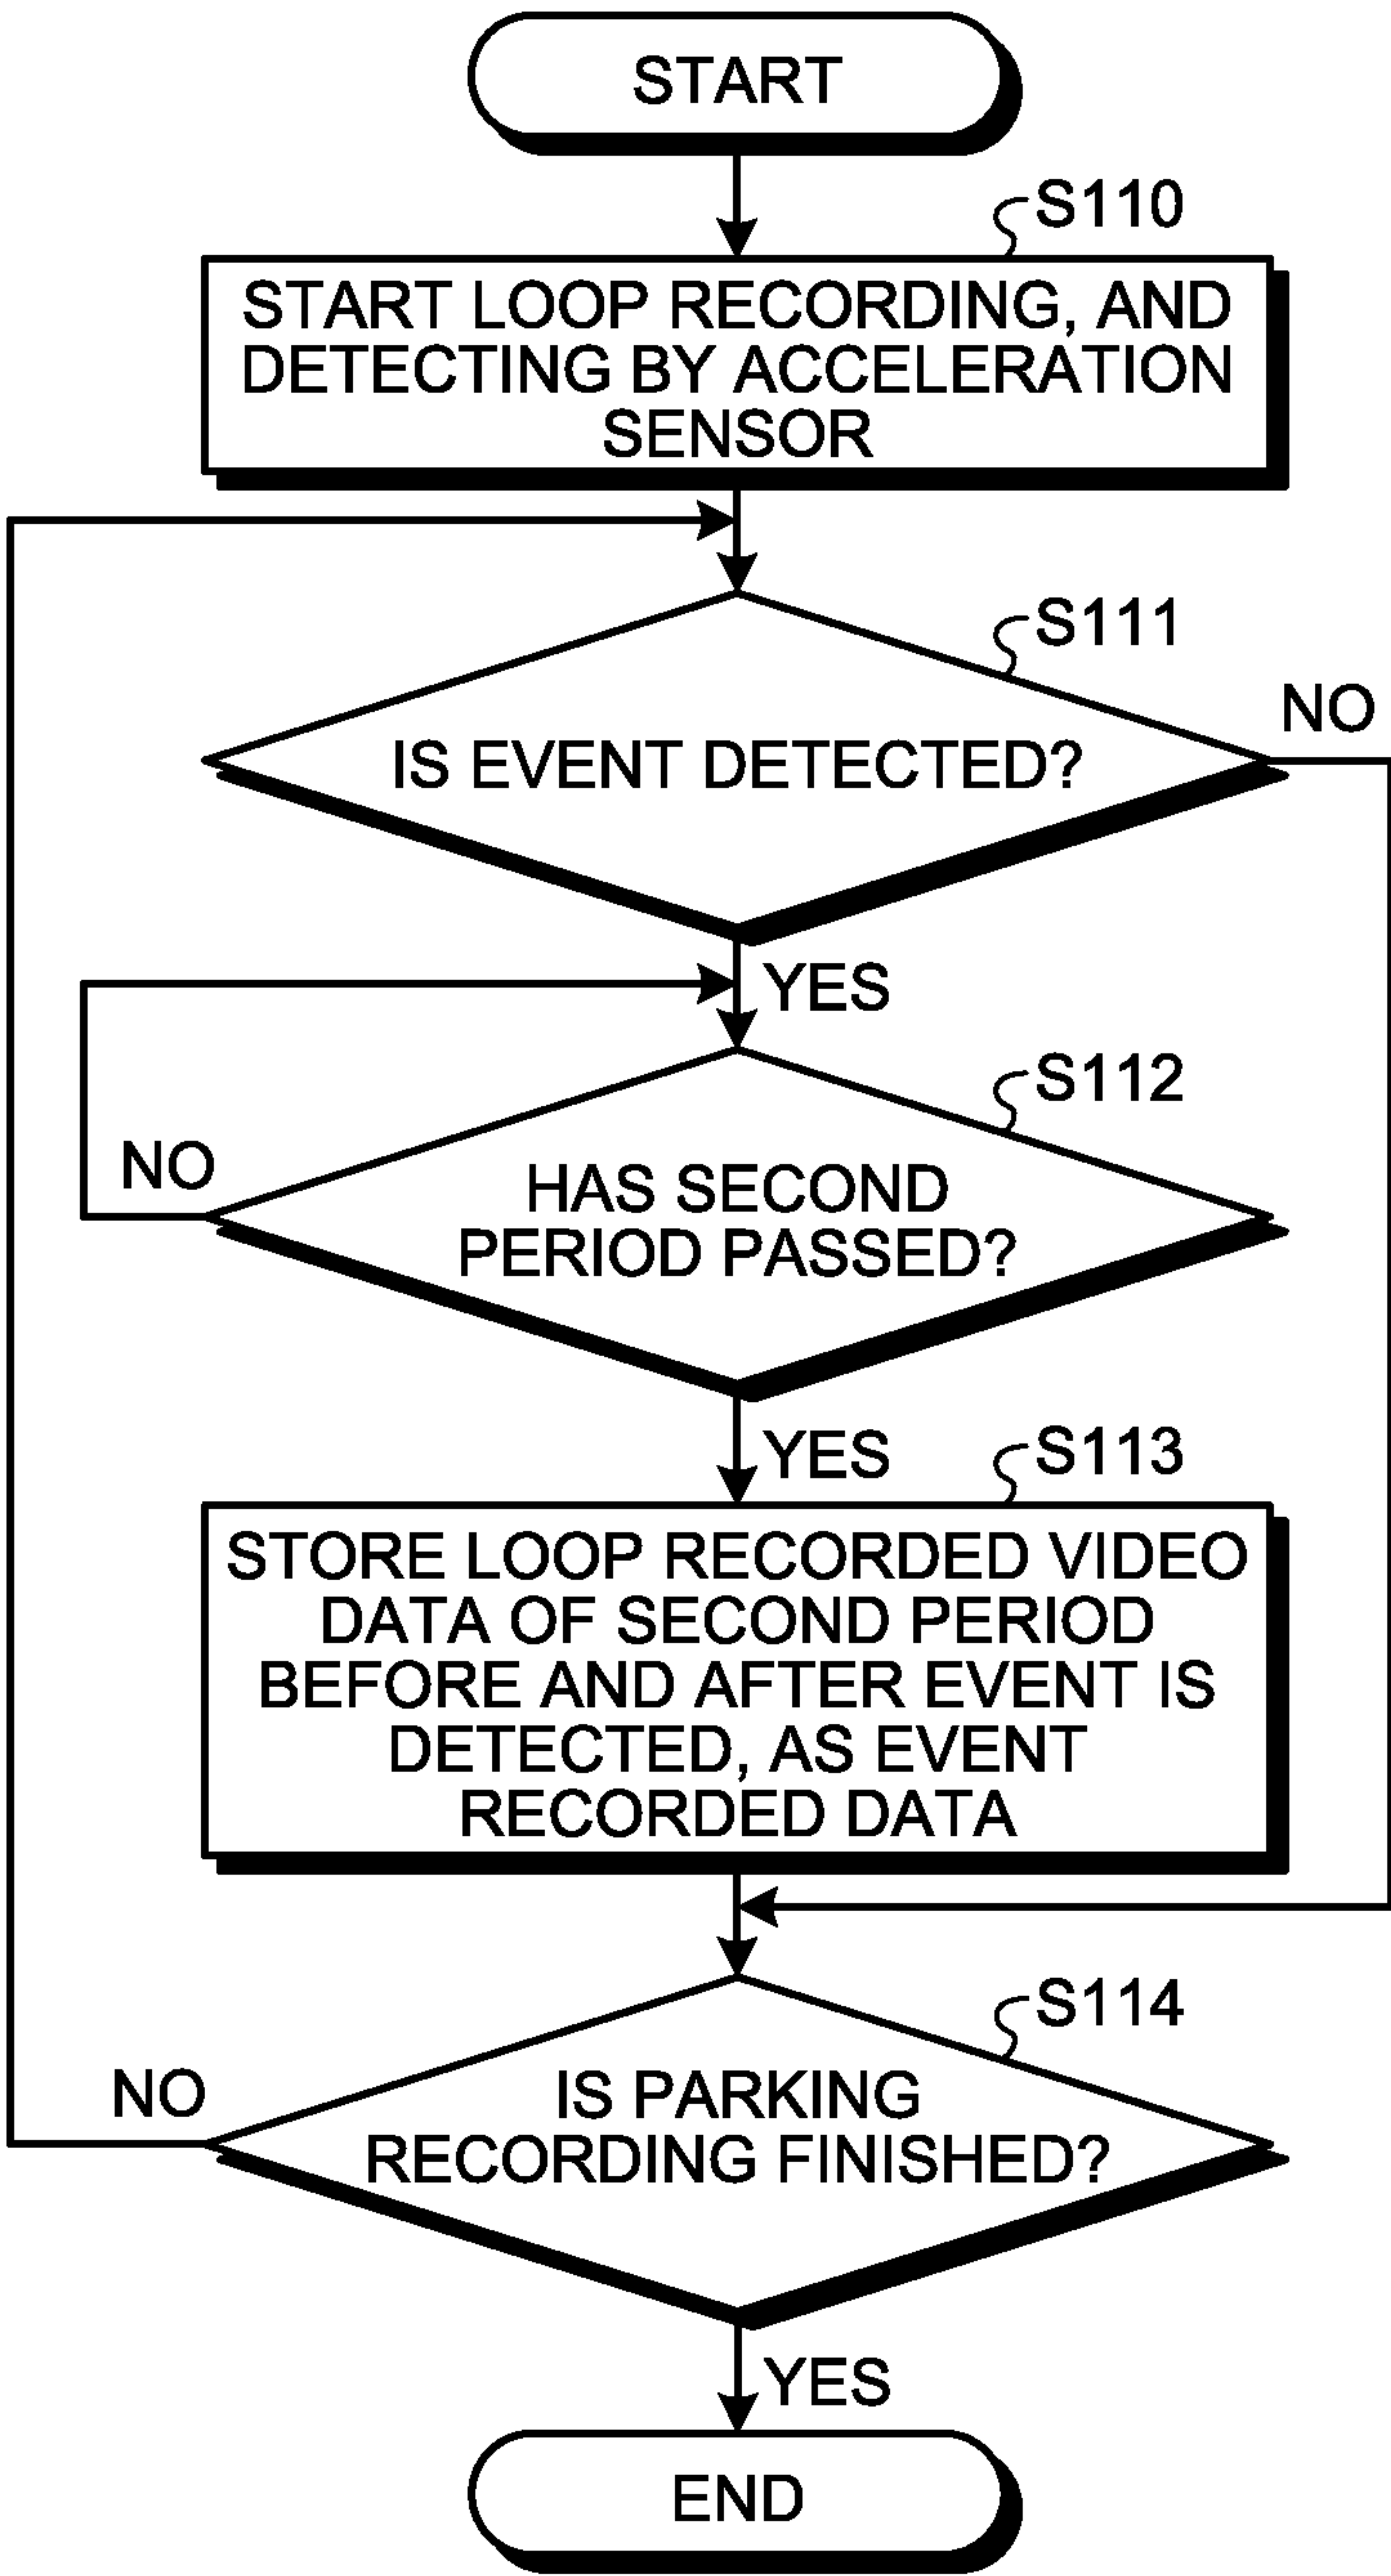 START
S110
START LOOP RECORDING, AND
DETECTING BY ACCELERATION
SENSOR
S111
NO
IS EVENT DETECTED?
YES
S112
NO
HAS SECOND
PERIOD PASSED?
YES
S113
STORE LOOP RECORDED VIDEO
DATA OF SECOND PERIOD
BEFORE AND AFTER EVENT IS
DETECTED, AS EVENT
RECORDED DATA
S114
NO
IS PARKING
RECORDING FINISHED?
YES
END